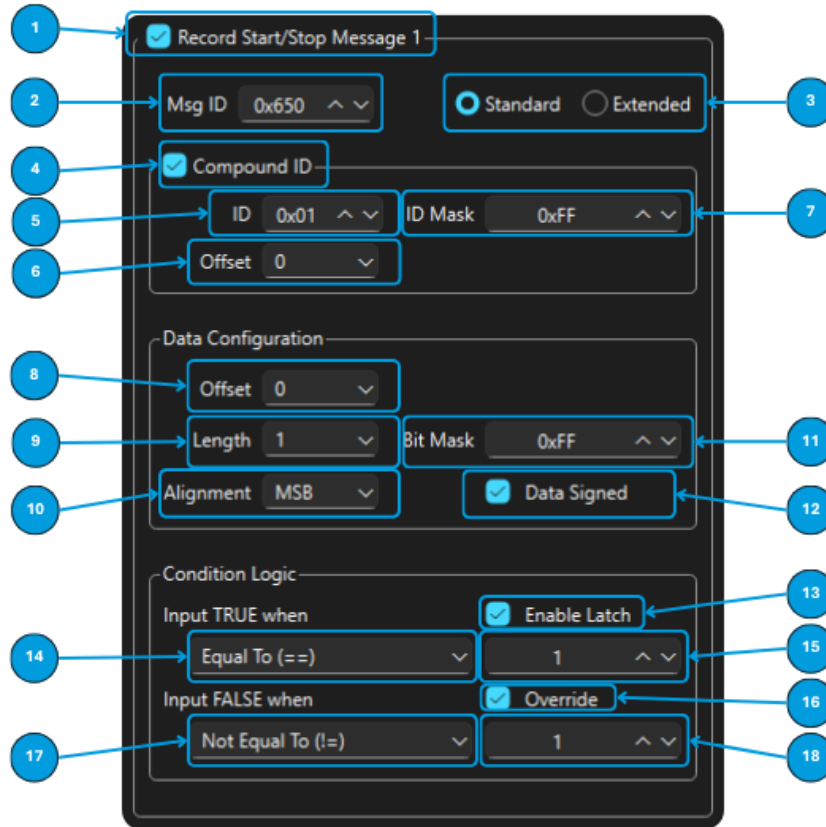 1 Record Start/Stop Message 1
2 Msg ID 0x650 Standard Extended 3
4 Compound ID
5 ID 0x01 ID Mask 0xFF 7
6 Offset 0
Data Configuration
8 Offset 0
9 Length 1 Bit Mask 0xFF 11
10 Alignment MSB Data Signed 12
Condition Logic
Input TRUE when Enable Latch 13
14 Equal To (==) 1 15
Input FALSE when Override 16
17 Not Equal To (!=) 1 18